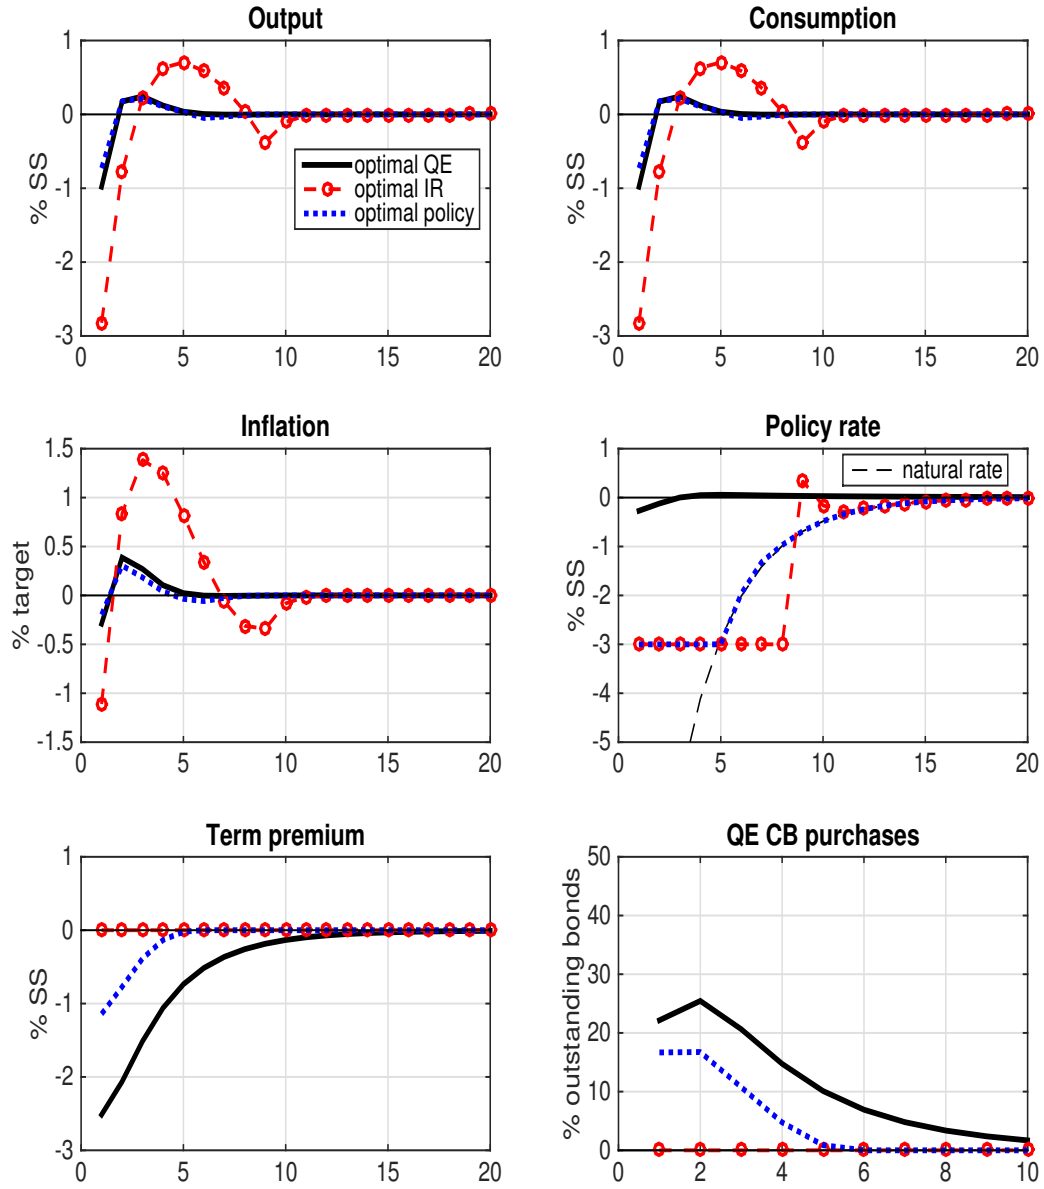 Output
% SS
1
0
-1
-2
-3
0 5 10 15 20
optimal QE
optimal IR
optimal policy
Consumption
% SS
1
0
-1
-2
-3
0 5 10 15 20
Inflation
% target
1.5
1
0.5
0
-0.5
-1
-1.5
0 5 10 15 20
Policy rate
% SS
1
0
-1
-2
-3
-4
-5
0 5 10 15 20
natural rate
Term premium
% SS
1
0
-1
-2
-3
0 5 10 15 20
QE CB purchases
% outstanding bonds
50
40
30
20
10
0
0 2 4 6 8 10